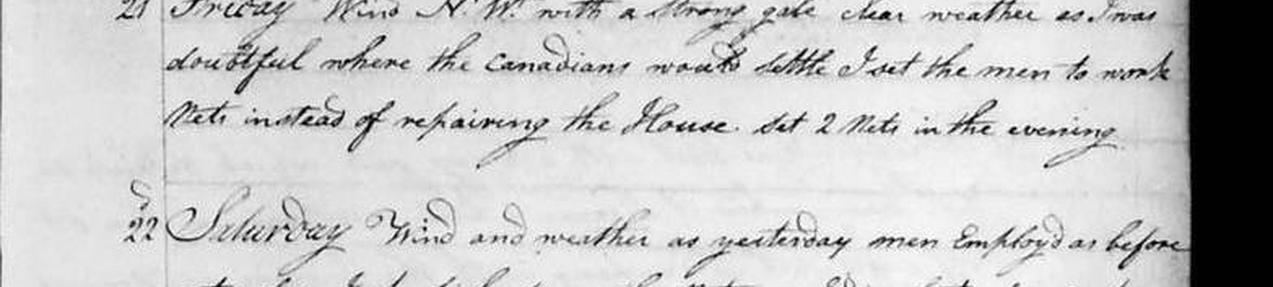 21 Friday Wind N. W. with a strong gale clear weather as I was
doubtful where the Canadians would settle I set the men to work
Nets instead of repairing the House. Set 2 Nets in the evening
22 Saturday Wind and weather as yesterday men Employd as before